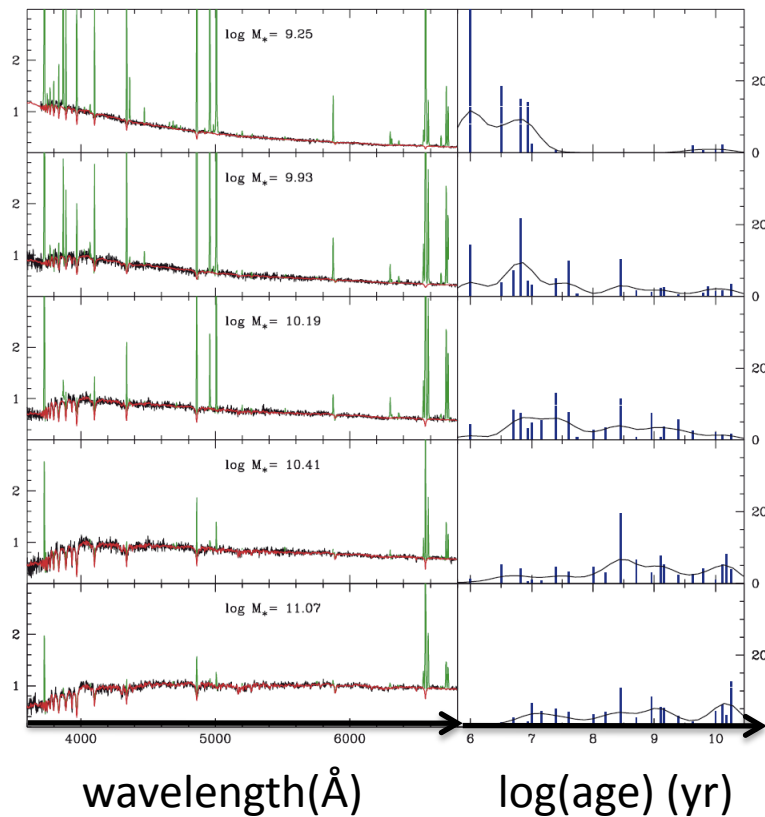 log M* = 9.25
2
1
20
0
log M* = 9.93
2
1
20
0
log M* = 10.19
2
1
20
0
log M* = 10.41
2
1
20
0
log M* = 11.07
2
1
20
0
4000 5000 6000
6 7 8 9 10
wavelength(Å) log(age) (yr)